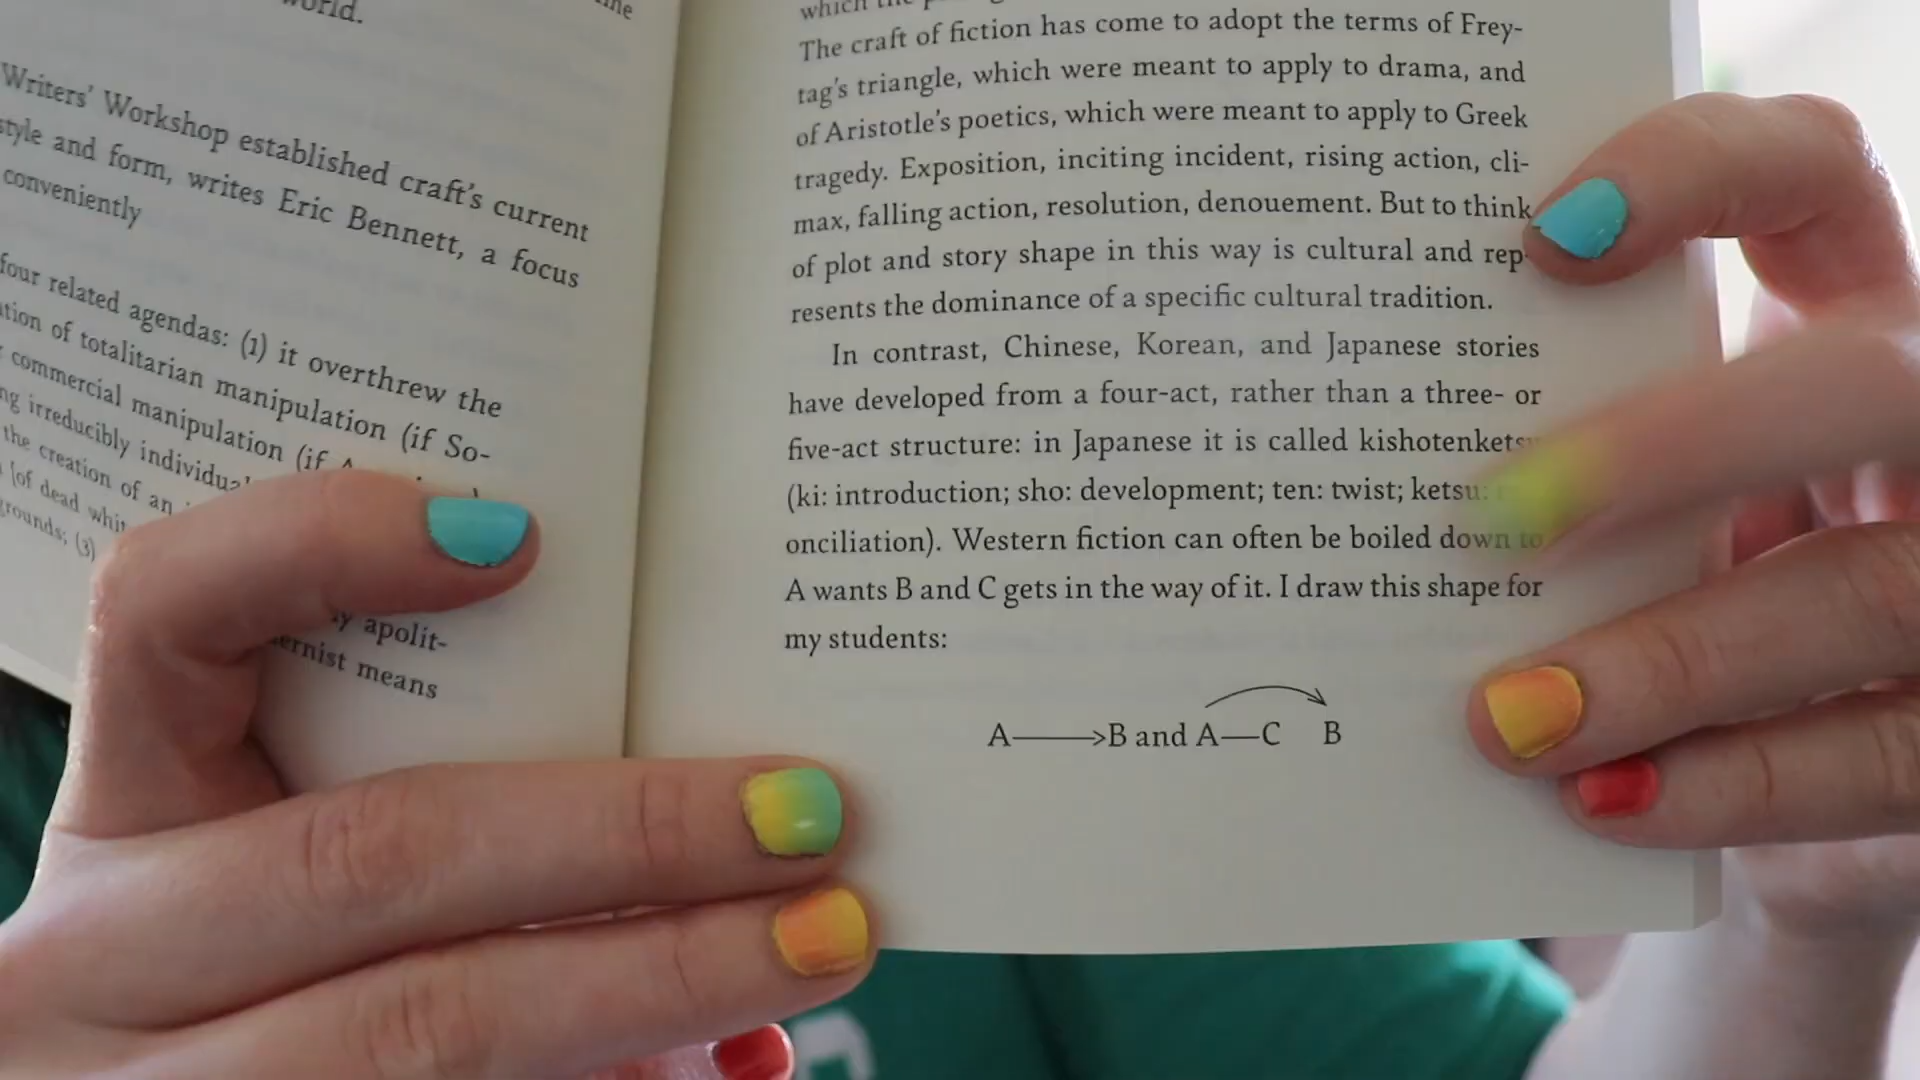 world.
Writers' Workshop established craft's current
style and form, writes Eric Bennett, a focus
conveniently
four related agendas: (1) it overthrew the
of totalitarian manipulation (if So-
commercial manipulation (if
irreducibly individual
the creation of an
[of dead
grounds; (3)
apolit-
means
which the
The craft of fiction has come to adopt the terms of Frey-
tag's triangle, which were meant to apply to drama, and
of Aristotle's poetics, which were meant to apply to Greek
tragedy. Exposition, inciting incident, rising action, cli-
max, falling action, resolution, denouement. But to think
of plot and story shape in this way is cultural and rep-
resents the dominance of a specific cultural tradition.
In contrast, Chinese, Korean, and Japanese stories
have developed from a four-act, rather than a three- or
five-act structure: in Japanese it is called kishotenketsu
(ki: introduction; sho: development; ten: twist; ketsu:
onciliation). Western fiction can often be boiled down to
A wants B and C gets in the way of it. I draw this shape for
my students:
A⟶B and A—C B